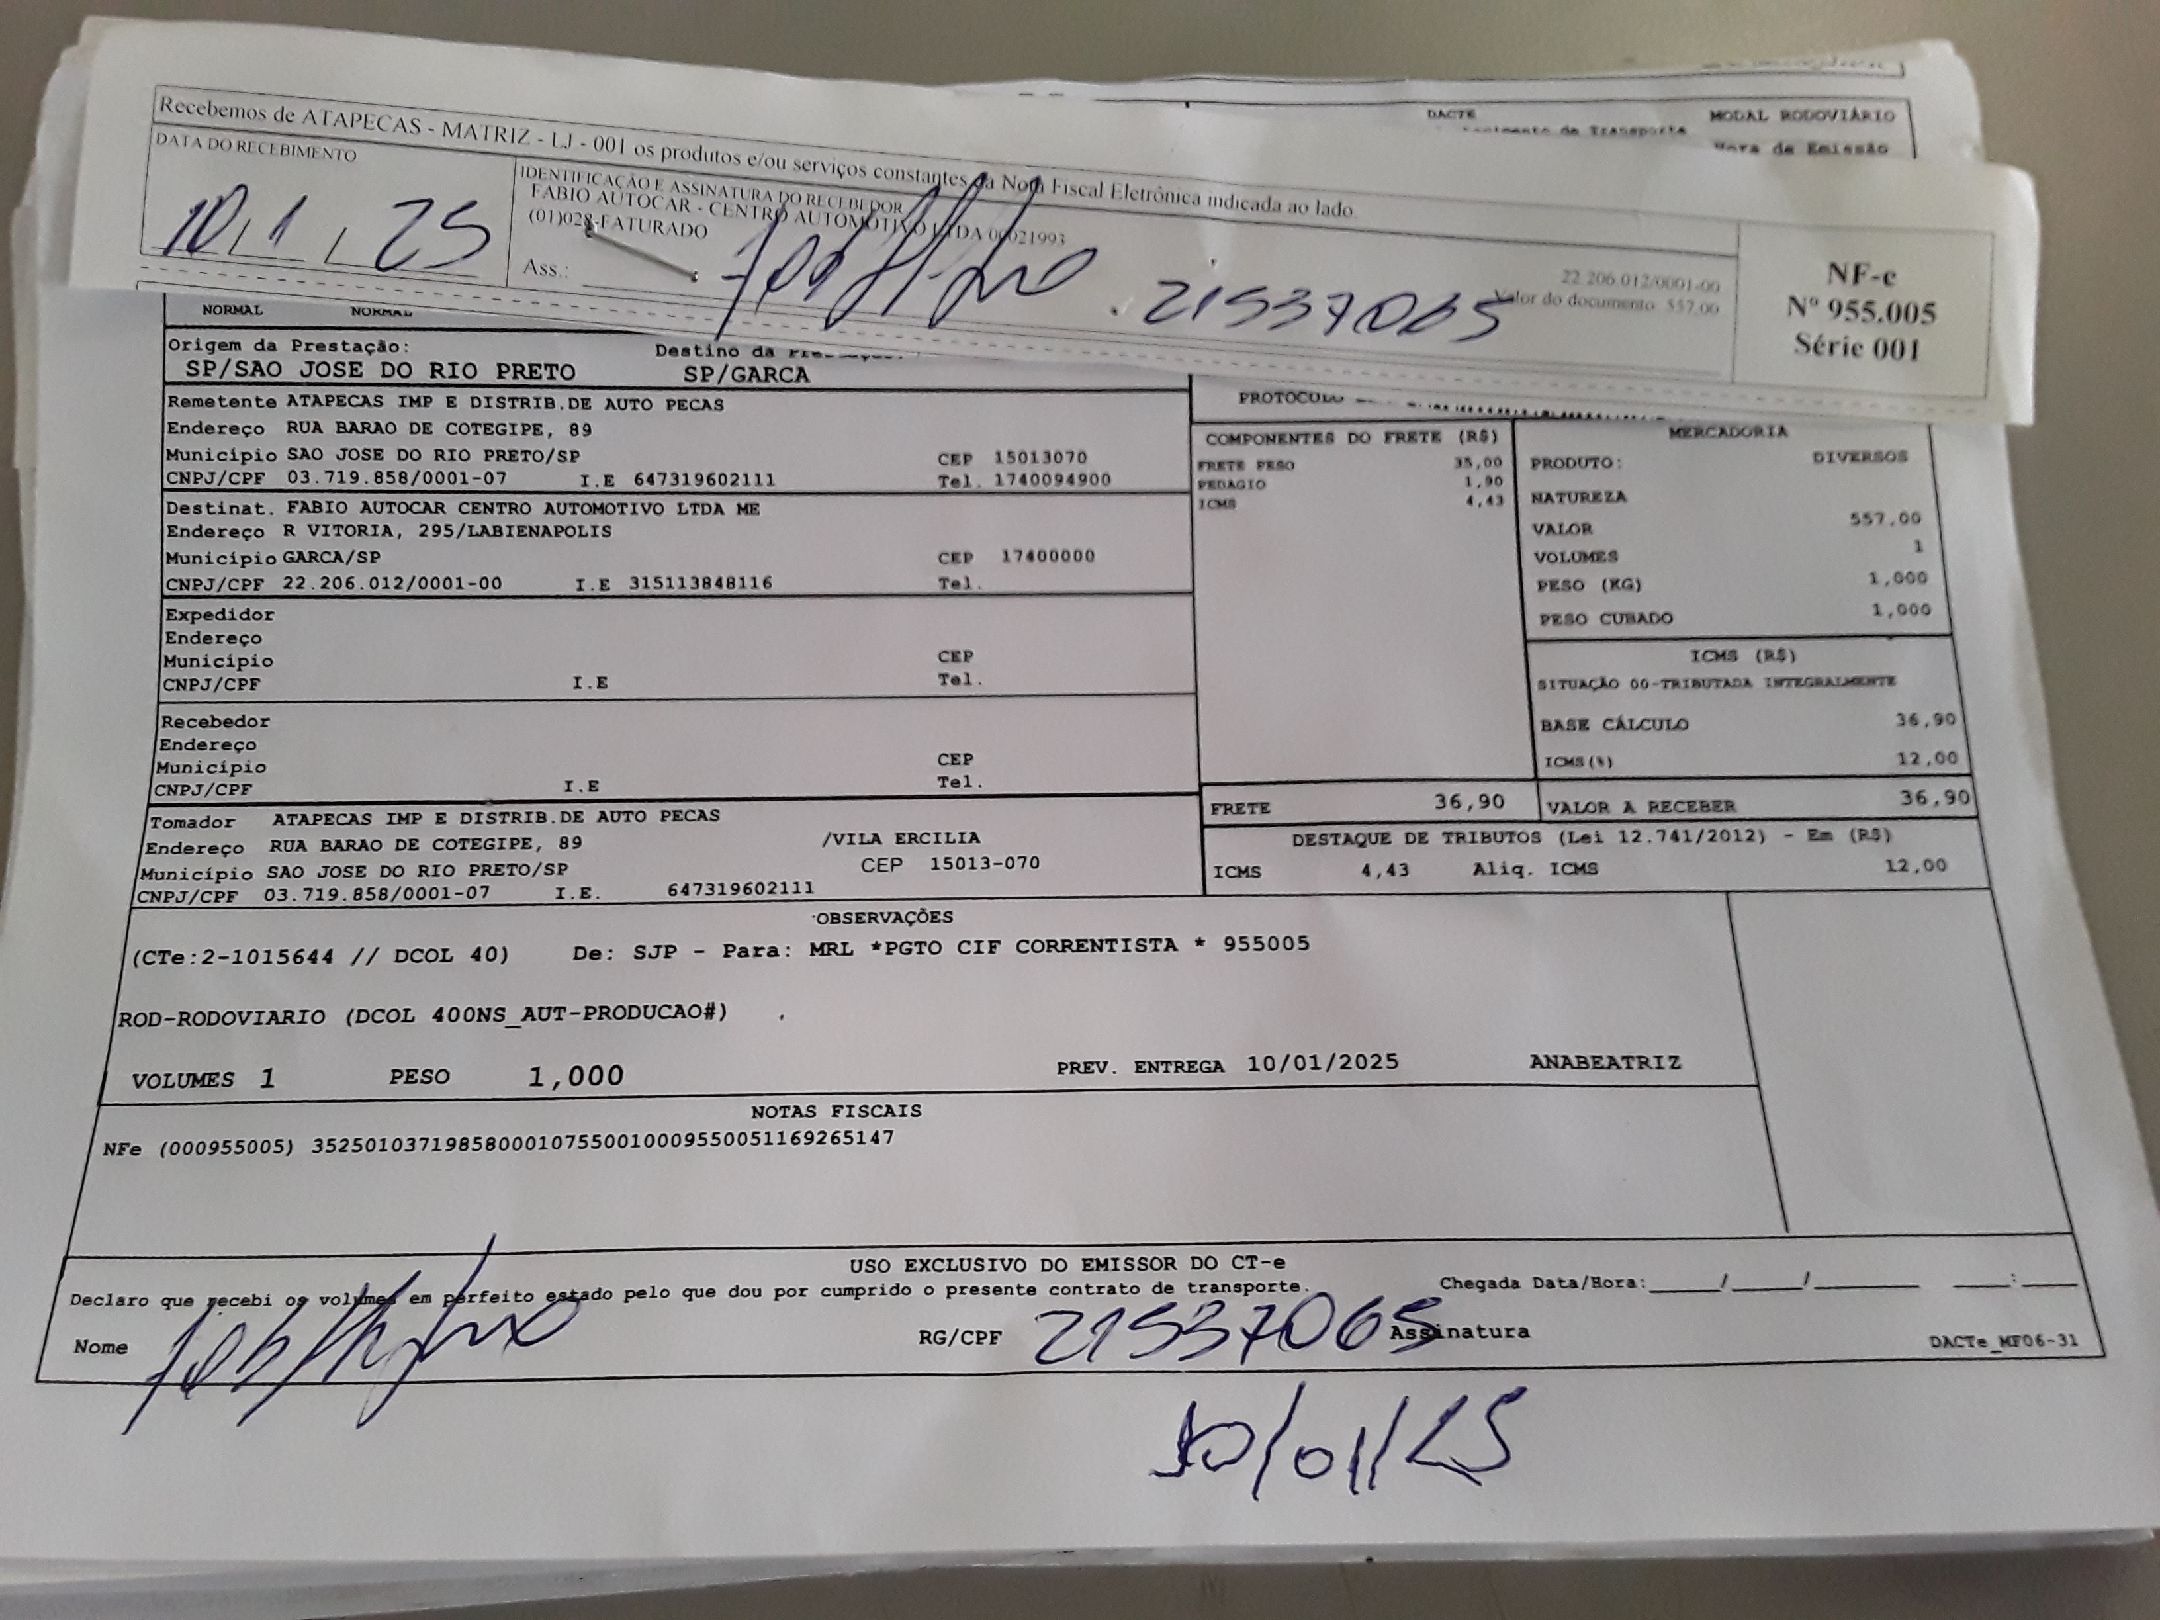 DACTE
MODAL RODOVIÁRIO
de Transporte
Hora de Emissão
Recebemos de ATAPECAS - MATRIZ - LJ - 001 os produtos e/ou serviços constantes da Nota Fiscal Eletrônica indicada ao lado
DATA DO RECEBIMENTO
10/1/25
IDENTIFICAÇÃO E ASSINATURA DO RECEBEDOR
FABIO AUTOCAR - CENTRO AUTOMOTIVO LTDA 00021993
(01)028-FATURADO
Ass.:
21537065
22.206.012/0001-00
Valor do documento 557,00
NF-e
Nº 955.005
Série 001
NORMAL NORMAL
Origem da Prestação: Destino da Prestação:
SP/SAO JOSE DO RIO PRETO SP/GARCA
Remetente ATAPECAS IMP E DISTRIB.DE AUTO PECAS
Endereço RUA BARAO DE COTEGIPE, 89
Município SAO JOSE DO RIO PRETO/SP CEP 15013070
CNPJ/CPF 03.719.858/0001-07 I.E 647319602111 Tel. 1740094900
Destinat. FABIO AUTOCAR CENTRO AUTOMOTIVO LTDA ME
Endereço R VITORIA, 295/LABIENAPOLIS
Município GARCA/SP CEP 17400000
CNPJ/CPF 22.206.012/0001-00 I.E 315113848116 Tel.
Expedidor
Endereço
Município CEP
CNPJ/CPF I.E Tel.
Recebedor
Endereço
Município CEP
CNPJ/CPF I.E Tel.
Tomador ATAPECAS IMP E DISTRIB.DE AUTO PECAS
Endereço RUA BARAO DE COTEGIPE, 89 /VILA ERCILIA
Município SAO JOSE DO RIO PRETO/SP CEP 15013-070
CNPJ/CPF 03.719.858/0001-07 I.E. 647319602111
PROTOCOLO
COMPONENTES DO FRETE (R$)
FRETE PESO 35,00
PEDAGIO 1,90
ICMS 4,43
MERCADORIA
PRODUTO: DIVERSOS
NATUREZA
VALOR 557,00
VOLUMES 1
PESO (KG) 1,000
PESO CUBADO 1,000
ICMS (R$)
SITUAÇÃO 00-TRIBUTADA INTEGRALMENTE
BASE CÁLCULO 36,90
ICMS(%) 12,00
FRETE 36,90 VALOR A RECEBER 36,90
DESTAQUE DE TRIBUTOS (Lei 12.741/2012) - Em (R$)
ICMS 4,43 Aliq. ICMS 12,00
OBSERVAÇÕES
(CTe:2-1015644 // DCOL 40) De: SJP - Para: MRL *PGTO CIF CORRENTISTA * 955005
ROD-RODOVIARIO (DCOL 400NS_AUT-PRODUCAO#)
VOLUMES 1 PESO 1,000 PREV. ENTREGA 10/01/2025 ANABEATRIZ
NOTAS FISCAIS
NFe (000955005) 35250103719858000107550010009550051169265147
USO EXCLUSIVO DO EMISSOR DO CT-e
Declaro que recebi os volumes em perfeito estado pelo que dou por cumprido o presente contrato de transporte. Chegada Data/Hora:____/____/______ ___:___
Nome RG/CPF 21537065 Assinatura DACTe_MF06-31
10/01/25